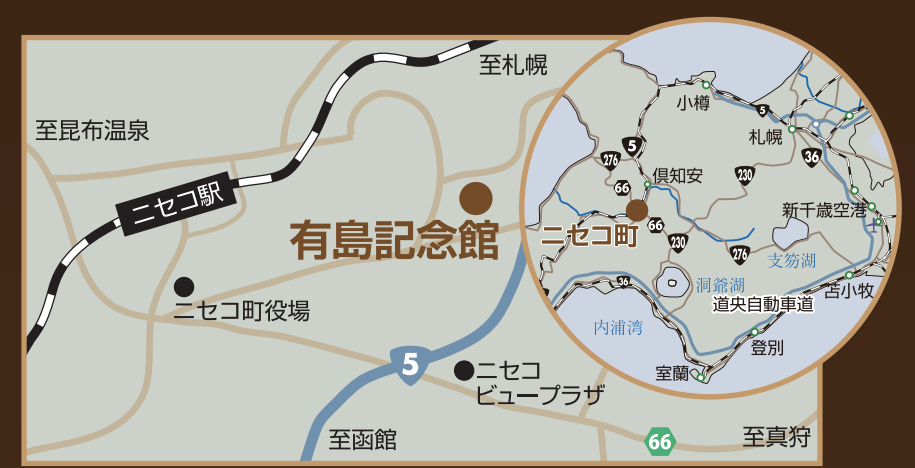 至札幌
至昆布温泉
ニセコ駅
有島記念館
ニセコ町役場
5
ニセコ
ビュープラザ
至函館
66
至真狩
小樽
5
札幌
5
276
36
230
倶知安
66
新千歳空港
ニセコ町
66
230
276
支笏湖
洞爺湖
苫小牧
36
道央自動車道
内浦湾
登別
室蘭